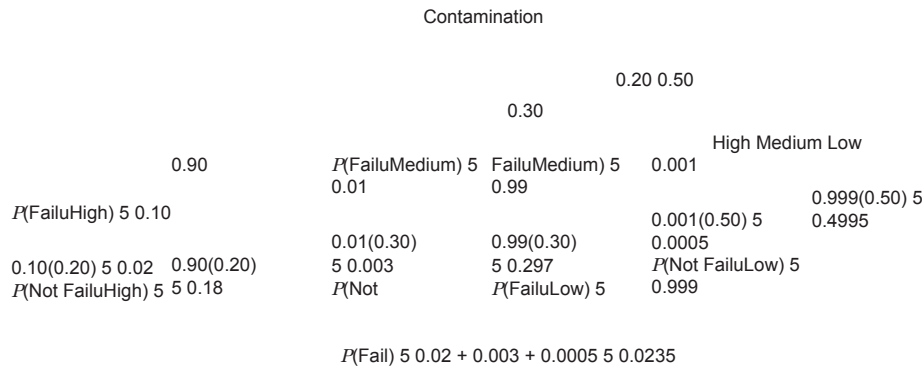 Contamination
0.20 0.50
0.30
High Medium Low
0.90
P(FailuMedium) 5
0.01
FailuMedium) 5
0.99
0.001
0.999(0.50) 5
0.4995
P(FailuHigh) 5 0.10
0.001(0.50) 5
0.0005
P(Not FailuLow) 5
0.999
0.10(0.20) 5 0.02
P(Not FailuHigh) 5
0.90(0.20)
5 0.18
0.01(0.30)
5 0.003
P(Not
0.99(0.30)
5 0.297
P(FailuLow) 5
P(Fail) 5 0.02 + 0.003 + 0.0005 5 0.0235